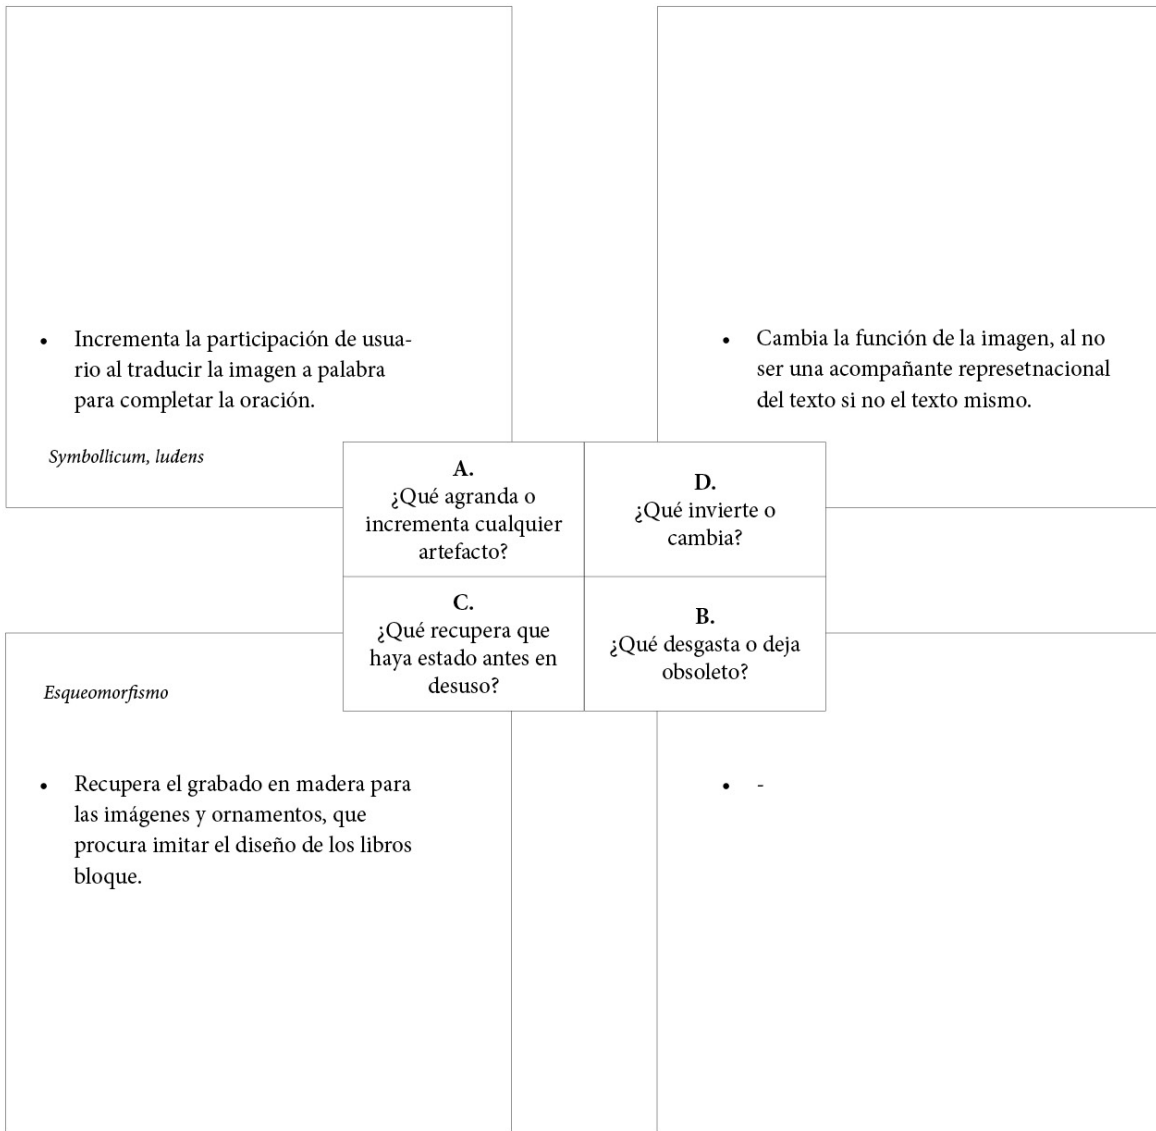 • Incrementa la participación de usua-
rio al traducir la imagen a palabra
para completar la oración.
Symbollicum, ludens
• Cambia la función de la imagen, al no
ser una acompañante represetnacional
del texto si no el texto mismo.
A.
¿Qué agranda o
incrementa cualquier
artefacto?
D.
¿Qué invierte o
cambia?
C.
¿Qué recupera que
haya estado antes en
desuso?
B.
¿Qué desgasta o deja
obsoleto?
Esqueomorfismo
• Recupera el grabado en madera para
las imágenes y ornamentos, que
procura imitar el diseño de los libros
bloque.
• -